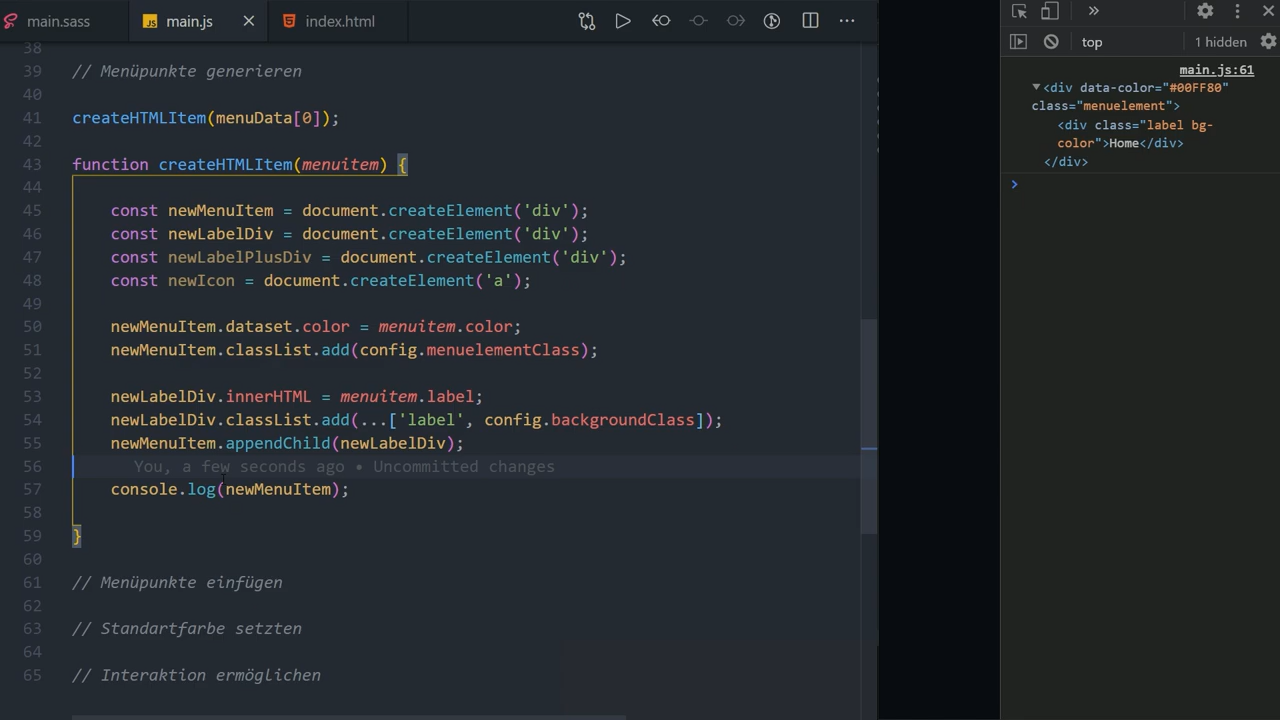 main.sass JS main.js index.html
38
39 // Menüpunkte generieren
40
41 createHTMLItem(menuData[0]);
42
43 function createHTMLItem(menuitem) {
44
45 const newMenuItem = document.createElement('div');
46 const newLabelDiv = document.createElement('div');
47 const newLabelPlusDiv = document.createElement('div');
48 const newIcon = document.createElement('a');
49
50 newMenuItem.dataset.color = menuitem.color;
51 newMenuItem.classList.add(config.menuelementClass);
52
53 newLabelDiv.innerHTML = menuitem.label;
54 newLabelDiv.classList.add(...['label', config.backgroundClass]);
55 newMenuItem.appendChild(newLabelDiv);
56 You, a few seconds ago • Uncommitted changes
57 console.log(newMenuItem);
58
59 }
60
61 // Menüpunkte einfügen
62
63 // Standartfarbe setzten
64
65 // Interaktion ermöglichen
top 1 hidden
main.js:61
<div data-color="#00FF80"
class="menuelement">
<div class="label bg-
color">Home</div>
</div>